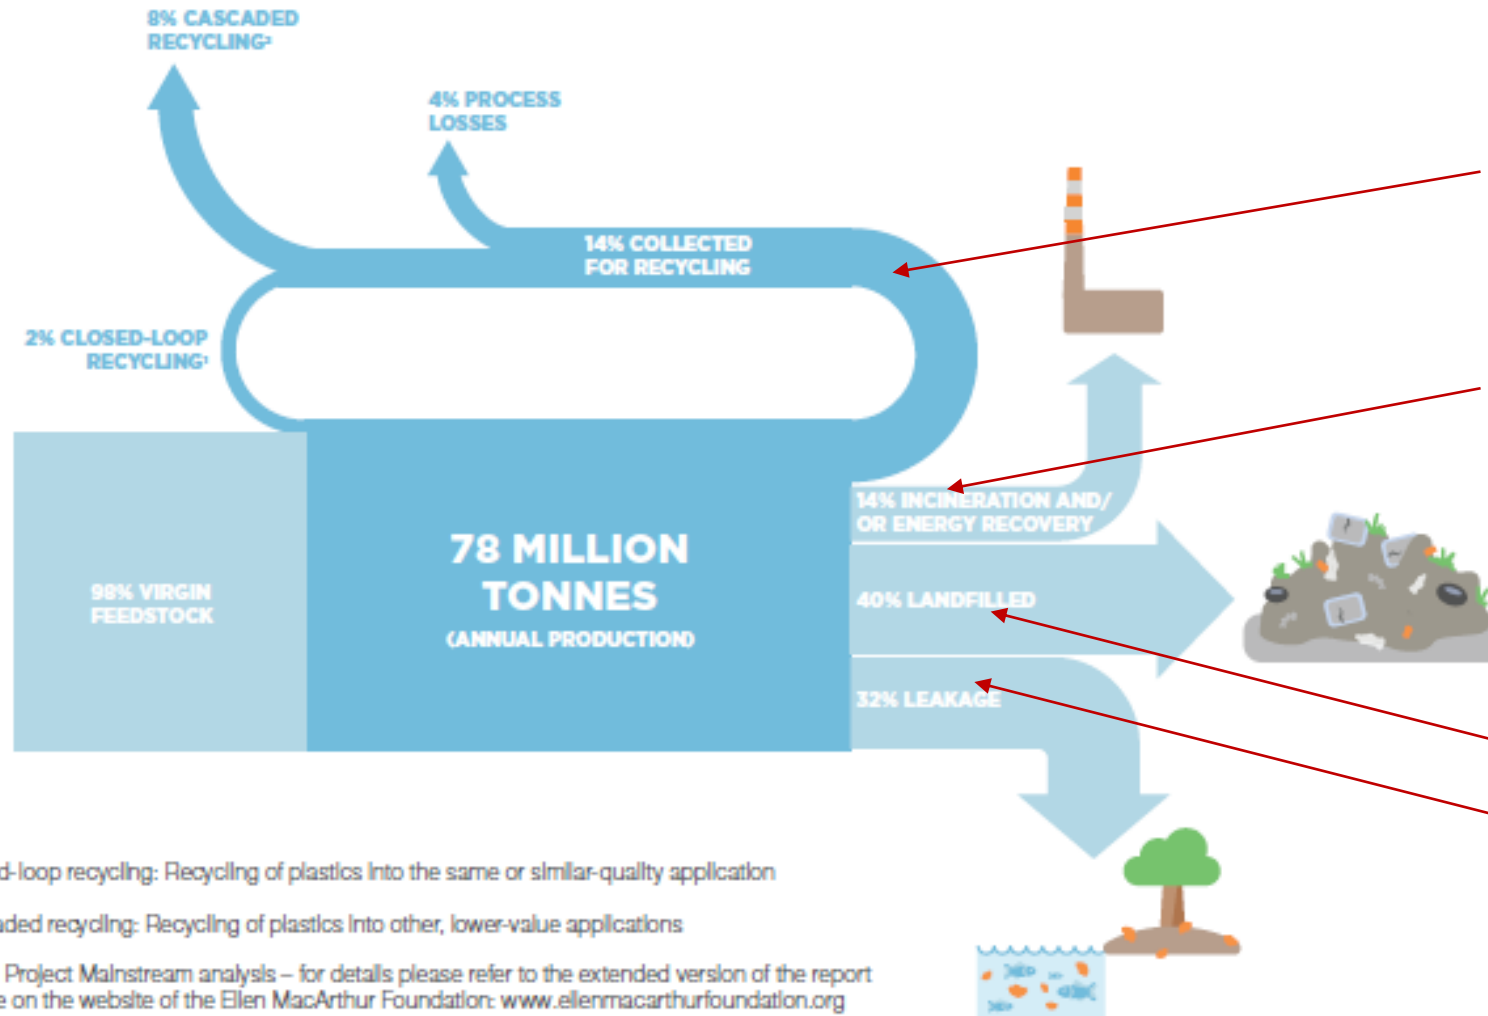 8% CASCADED
RECYCLING²
4% PROCESS
LOSSES
14% COLLECTED
FOR RECYCLING
2% CLOSED-LOOP
RECYCLING¹
98% VIRGIN
FEEDSTOCK
78 MILLION
TONNES
(ANNUAL PRODUCTION)
14% INCINERATION AND/
OR ENERGY RECOVERY
40% LANDFILLED
32% LEAKAGE
d-loop recycling: Recycling of plastics into the same or similar-quality application
aded recycling: Recycling of plastics into other, lower-value applications
Project Mainstream analysis – for details please refer to the extended version of the report
e on the website of the Ellen MacArthur Foundation: www.ellenmacarthurfoundation.org